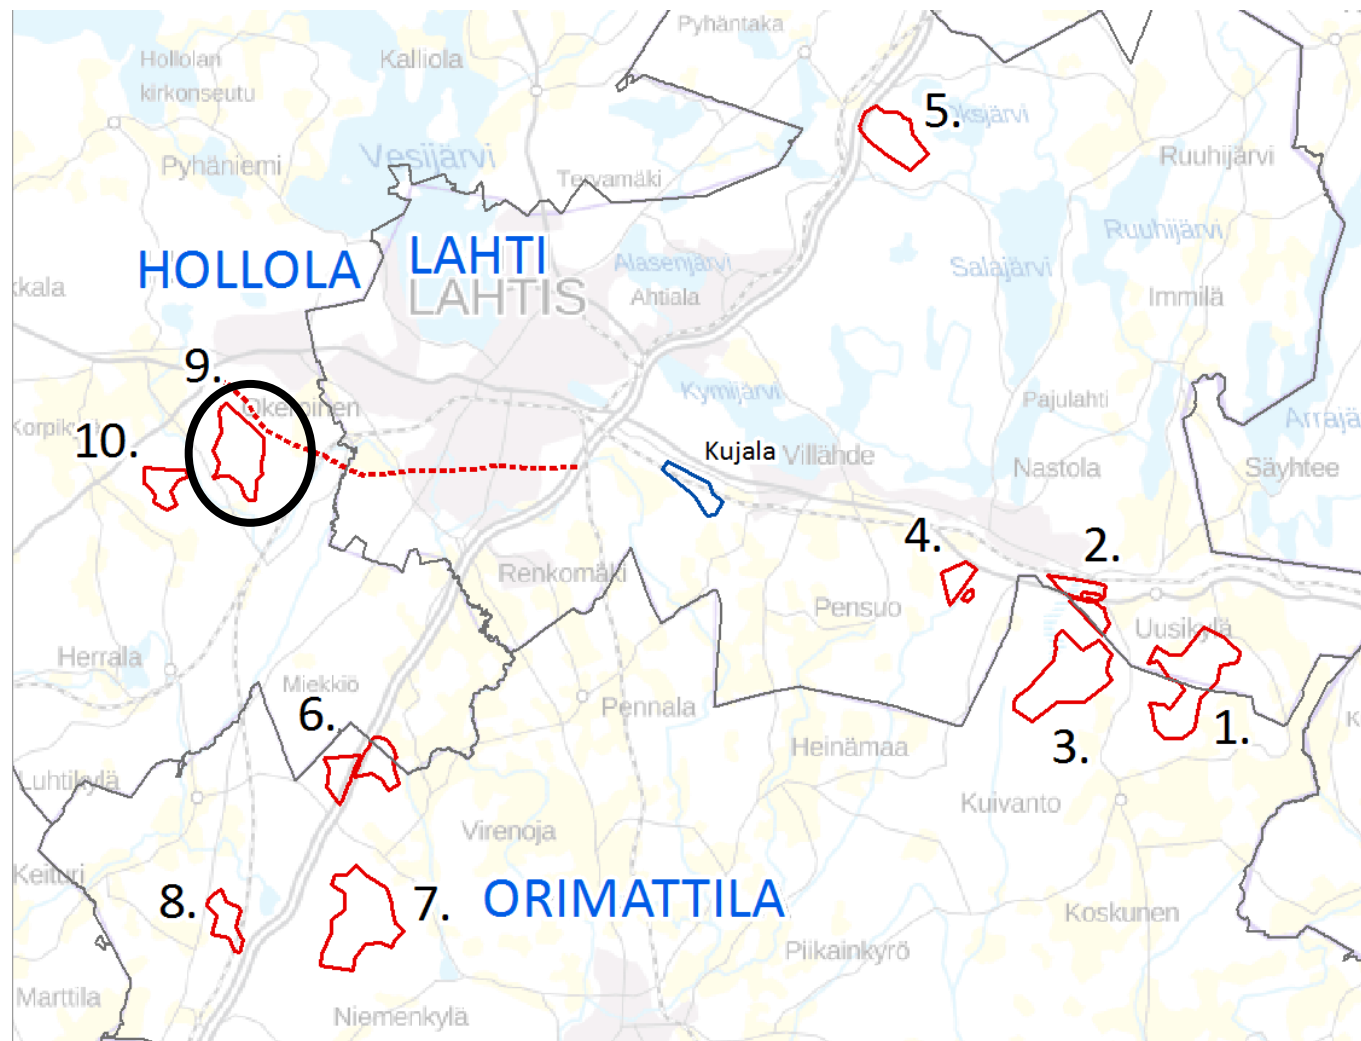 Pyhäntaka
Hollolan
kirkonseutu
Kalliola
5.
Oksjärvi
Pyhäniemi
Vesijärvi
Tervamäki
Ruuhijärvi
Ruuhijärvi
HOLLOLA
LAHTI
LAHTIS
Alasenjärvi
Ahtiala
Salajärvi
kkala
Immilä
9.
Okeroinen
Kymijärvi
Pajulahti
10.
Kujala
Villähde
Nastola
Säyhtee
4.
2.
Renkomäki
Pensuo
Uusikylä
Herrala
Miekkiö
6.
Pennala
Heinämaa
3.
1.
Luhtikylä
Kuivanto
Virenoja
Keituri
8.
7.
ORIMATTILA
Koskunen
Piikainkyrö
Marttila
Niemenkylä